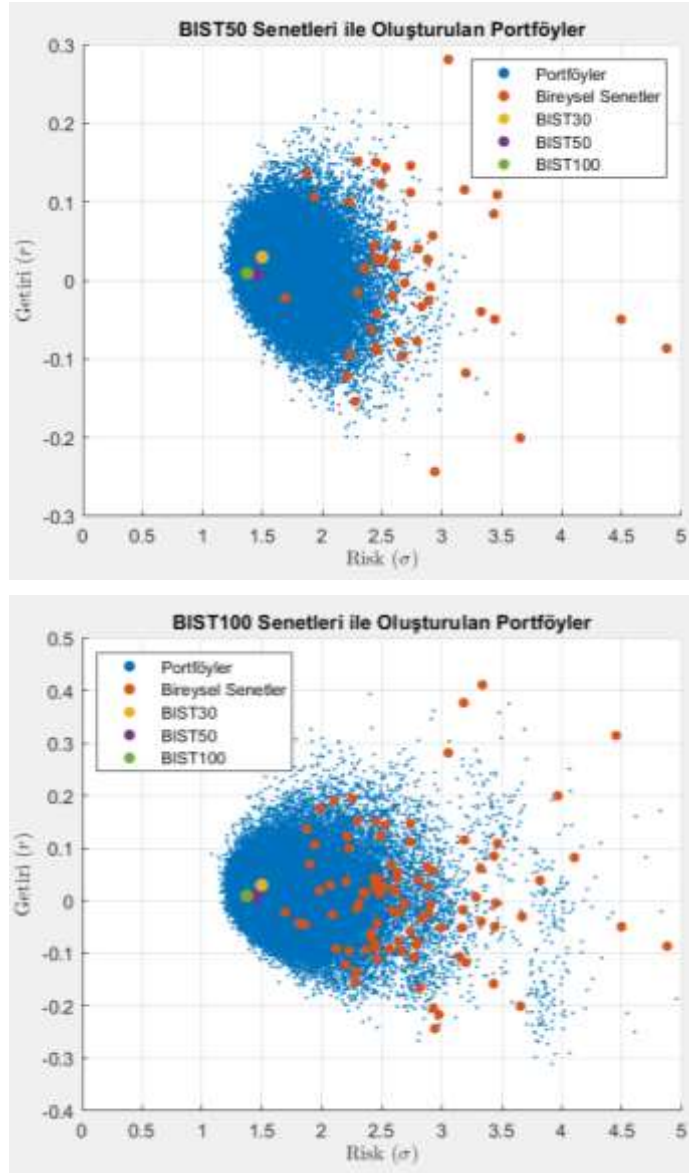 BIST50 Senetleri ile Oluşturulan Portföyler
0.3
0.2
0.1
0
-0.1
-0.2
-0.3
Getiri (r)
Portföyler
Bireysel Senetler
BIST30
BIST50
BIST100
0 0.5 1 1.5 2 2.5 3 3.5 4 4.5 5
Risk (σ)
BIST100 Senetleri ile Oluşturulan Portföyler
0.5
0.4
0.3
0.2
0.1
0
-0.1
-0.2
-0.3
-0.4
Getiri (r)
Portföyler
Bireysel Senetler
BIST30
BIST50
BIST100
0 0.5 1 1.5 2 2.5 3 3.5 4 4.5 5
Risk (σ)